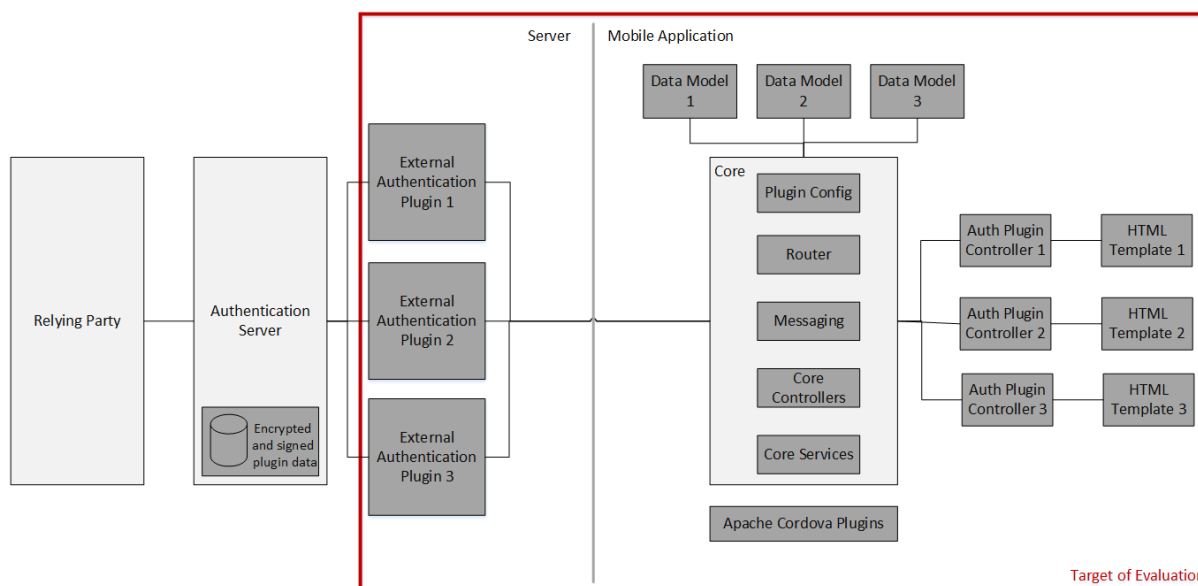 Server
Mobile Application
Data Model
1
Data Model
2
Data Model
3
Relying Party
Authentication
Server
Encrypted
and signed
plugin data
External
Authentication
Plugin 1
External
Authentication
Plugin 2
External
Authentication
Plugin 3
Core
Plugin Config
Router
Messaging
Core
Controllers
Core Services
Apache Cordova Plugins
Auth Plugin
Controller 1
HTML
Template 1
Auth Plugin
Controller 2
HTML
Template 2
Auth Plugin
Controller 3
HTML
Template 3
Target of Evaluation